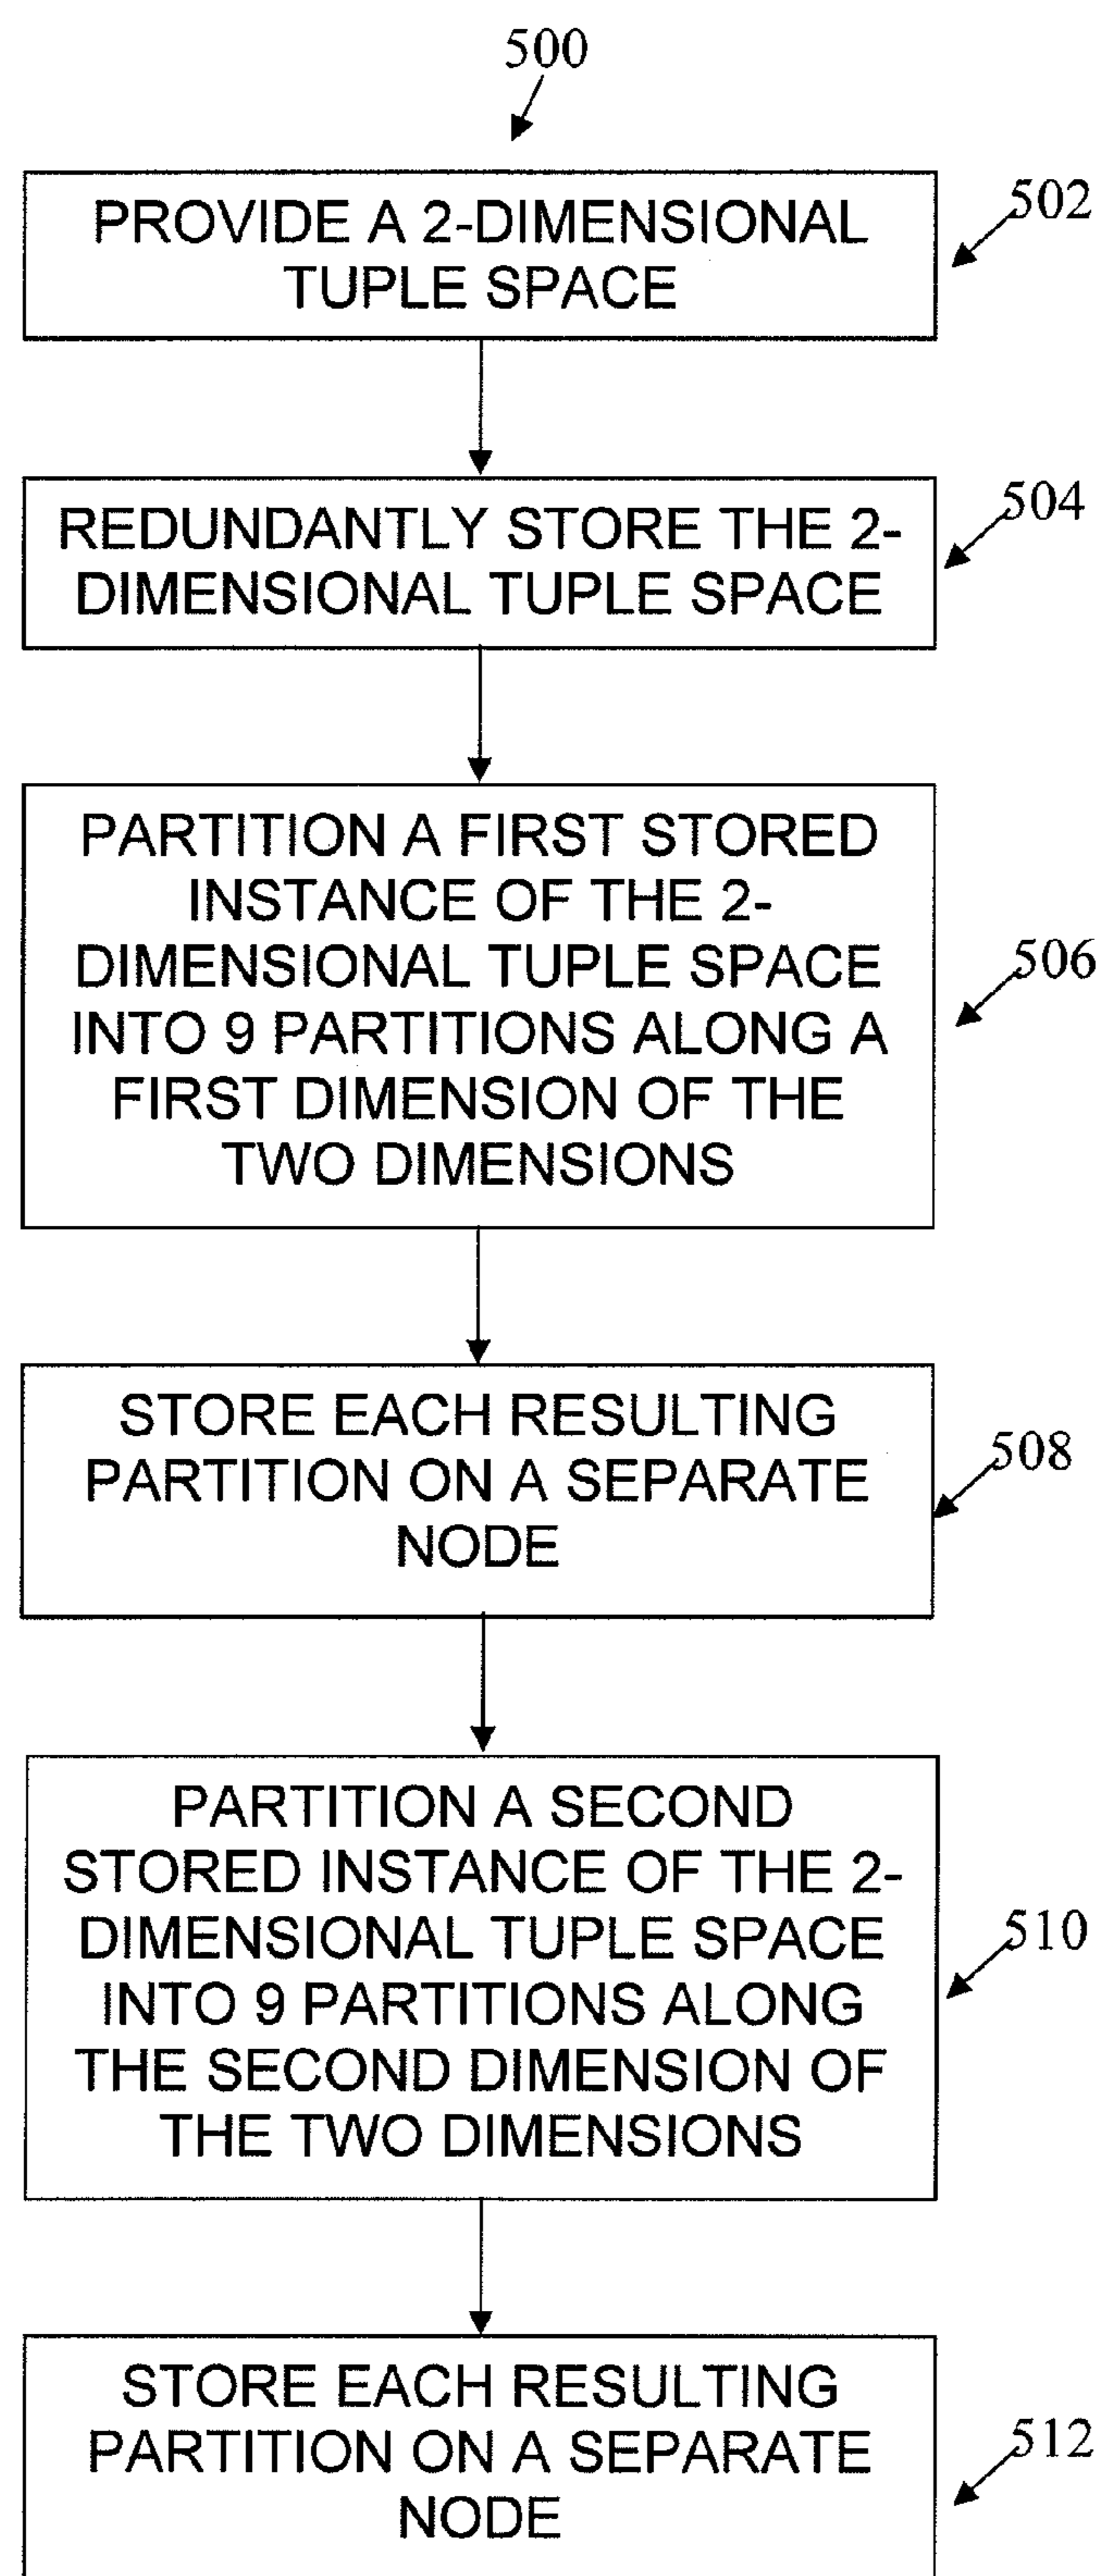 500
PROVIDE A 2-DIMENSIONAL
TUPLE SPACE
502
REDUNDANTLY STORE THE 2-
DIMENSIONAL TUPLE SPACE
504
PARTITION A FIRST STORED
INSTANCE OF THE 2-
DIMENSIONAL TUPLE SPACE
INTO 9 PARTITIONS ALONG A
FIRST DIMENSION OF THE
TWO DIMENSIONS
506
STORE EACH RESULTING
PARTITION ON A SEPARATE
NODE
508
PARTITION A SECOND
STORED INSTANCE OF THE 2-
DIMENSIONAL TUPLE SPACE
INTO 9 PARTITIONS ALONG
THE SECOND DIMENSION OF
THE TWO DIMENSIONS
510
STORE EACH RESULTING
PARTITION ON A SEPARATE
NODE
512